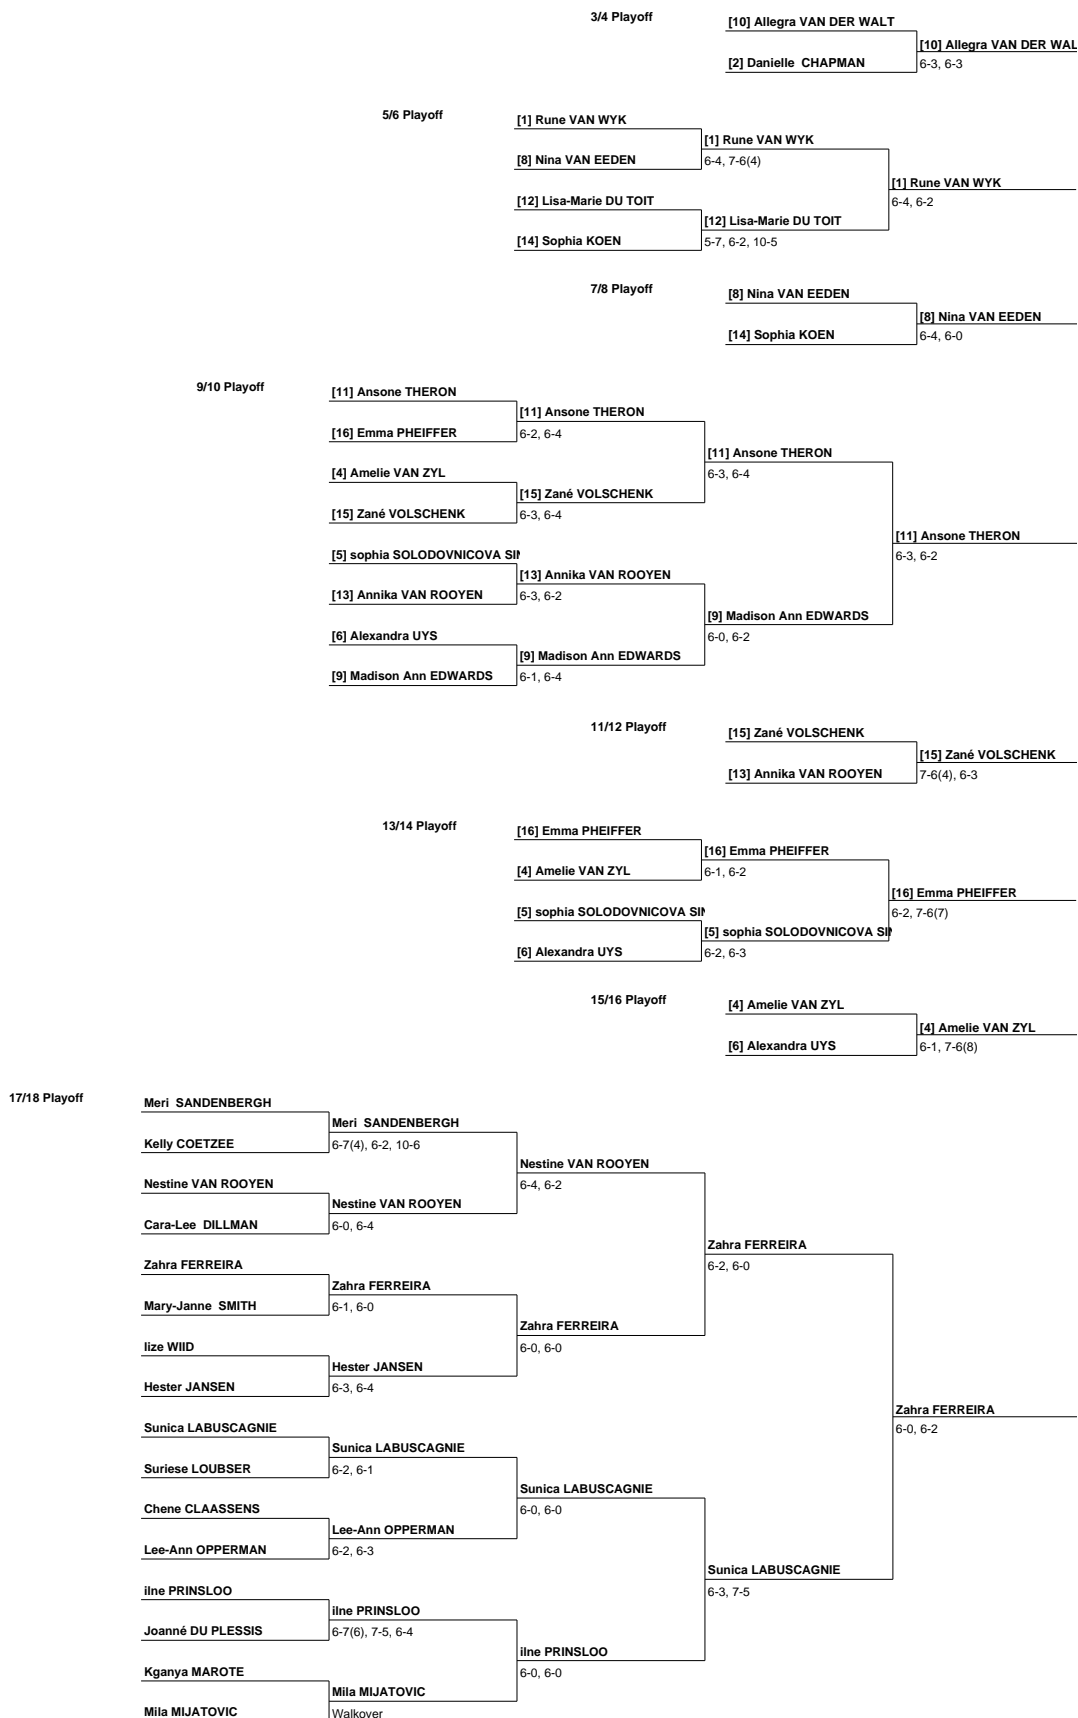 3/4 Playoff
[10] Allegra VAN DER WALT
[10] Allegra VAN DER WAL
[2] Danielle CHAPMAN
6-3, 6-3
5/6 Playoff
[1] Rune VAN WYK
[1] Rune VAN WYK
[8] Nina VAN EEDEN
6-4, 7-6(4)
[1] Rune VAN WYK
[12] Lisa-Marie DU TOIT
6-4, 6-2
[12] Lisa-Marie DU TOIT
[14] Sophia KOEN
5-7, 6-2, 10-5
7/8 Playoff
[8] Nina VAN EEDEN
[8] Nina VAN EEDEN
[14] Sophia KOEN
6-4, 6-0
9/10 Playoff
[11] Ansone THERON
[11] Ansone THERON
[16] Emma PHEIFFER
6-2, 6-4
[11] Ansone THERON
[4] Amelie VAN ZYL
6-3, 6-4
[15] Zané VOLSCHENK
[15] Zané VOLSCHENK
6-3, 6-4
[11] Ansone THERON
[5] sophia SOLODOVNICOVA SIN
6-3, 6-2
[13] Annika VAN ROOYEN
[13] Annika VAN ROOYEN
6-3, 6-2
[9] Madison Ann EDWARDS
[6] Alexandra UYS
6-0, 6-2
[9] Madison Ann EDWARDS
[9] Madison Ann EDWARDS
6-1, 6-4
11/12 Playoff
[15] Zané VOLSCHENK
[15] Zané VOLSCHENK
[13] Annika VAN ROOYEN
7-6(4), 6-3
13/14 Playoff
[16] Emma PHEIFFER
[16] Emma PHEIFFER
[4] Amelie VAN ZYL
6-1, 6-2
[16] Emma PHEIFFER
[5] sophia SOLODOVNICOVA SIN
6-2, 7-6(7)
[5] sophia SOLODOVNICOVA SIN
[6] Alexandra UYS
6-2, 6-3
15/16 Playoff
[4] Amelie VAN ZYL
[4] Amelie VAN ZYL
[6] Alexandra UYS
6-1, 7-6(8)
17/18 Playoff
Meri SANDENBERGH
Meri SANDENBERGH
Kelly COETZEE
6-7(4), 6-2, 10-6
Nestine VAN ROOYEN
Nestine VAN ROOYEN
6-4, 6-2
Nestine VAN ROOYEN
Cara-Lee DILLMAN
6-0, 6-4
Zahra FERREIRA
Zahra FERREIRA
6-2, 6-0
Zahra FERREIRA
Mary-Janne SMITH
6-1, 6-0
Zahra FERREIRA
lize WIID
6-0, 6-0
Hester JANSEN
Hester JANSEN
6-3, 6-4
Zahra FERREIRA
Sunica LABUSCAGNIE
6-0, 6-2
Sunica LABUSCAGNIE
Suriese LOUBSER
6-2, 6-1
Sunica LABUSCAGNIE
Chene CLAASSENS
6-0, 6-0
Lee-Ann OPPERMAN
Lee-Ann OPPERMAN
6-2, 6-3
Sunica LABUSCAGNIE
ilne PRINSLOO
6-3, 7-5
ilne PRINSLOO
Joanné DU PLESSIS
6-7(6), 7-5, 6-4
ilne PRINSLOO
Kganya MAROTE
6-0, 6-0
Mila MIJATOVIC
Mila MIJATOVIC
Walkover